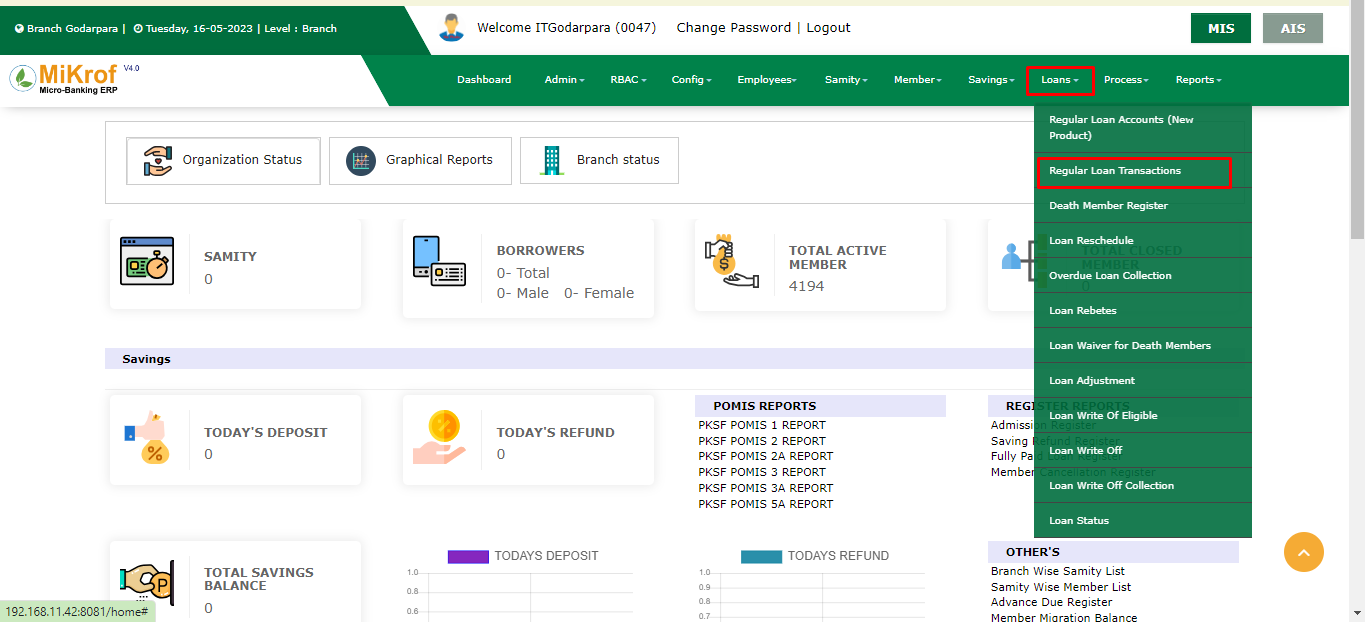 Branch Godarpara | Tuesday, 16-05-2023 | Level : Branch
Welcome ITGodarpara (0047) Change Password | Logout
MIS AIS
MiKrof V4.0
Micro-Banking ERP
Dashboard Admin RBAC Config Employees Samity Member Savings Loans Process Reports
Regular Loan Accounts (New
Product)
Regular Loan Transactions
Death Member Register
Loan Reschedule
Overdue Loan Collection
Loan Rebetes
Loan Waiver for Death Members
Loan Adjustment
Loan Write Of Eligible
Loan Write Off
Loan Write Off Collection
Loan Status
Organization Status Graphical Reports Branch status
SAMITY
0
BORROWERS
0- Total
0- Male 0- Female
TOTAL ACTIVE
MEMBER
4194
TOTAL CLOSED
MEMBER
0
Savings
TODAY'S DEPOSIT
0
TODAY'S REFUND
0
POMIS REPORTS
PKSF POMIS 1 REPORT
PKSF POMIS 2 REPORT
PKSF POMIS 2A REPORT
PKSF POMIS 3 REPORT
PKSF POMIS 3A REPORT
PKSF POMIS 5A REPORT
REGISTER REPORTS
Admission Register
Saving Refund Register
Fully Paid Loan Register
Member Cancellation Register
TOTAL SAVINGS
BALANCE
0
TODAYS DEPOSIT
1.0
0.8
0.6
TODAYS REFUND
1.0
0.9
0.8
0.7
OTHER'S
Branch Wise Samity List
Samity Wise Member List
Advance Due Register
Member Migration Balance
192.168.11.42:8081/home#